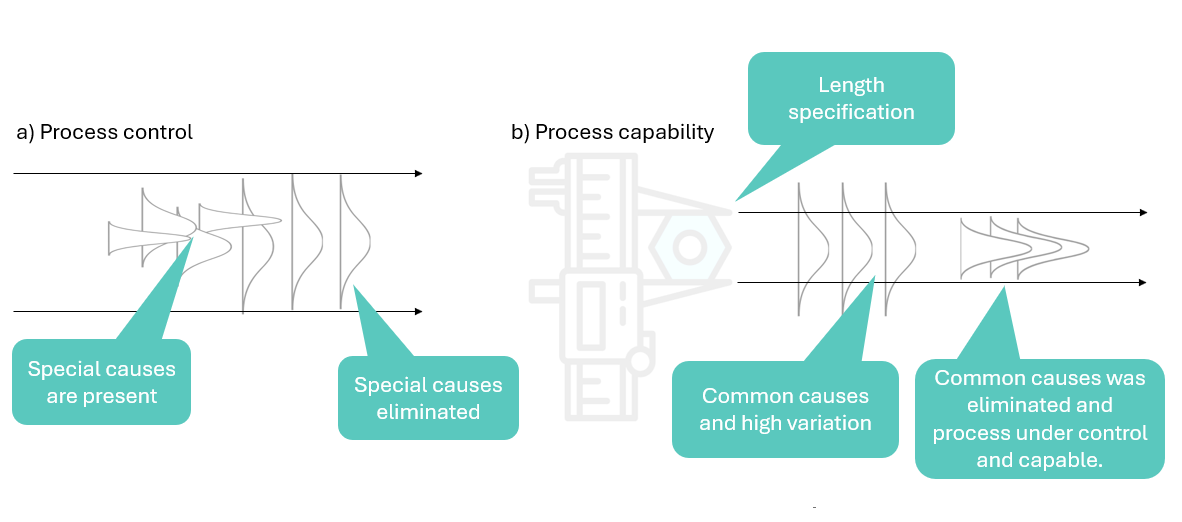 a) Process control
b) Process capability
Length
specification
Special causes
are present
Special causes
eliminated
Common causes
and high variation
Common causes was
eliminated and
process under control
and capable.